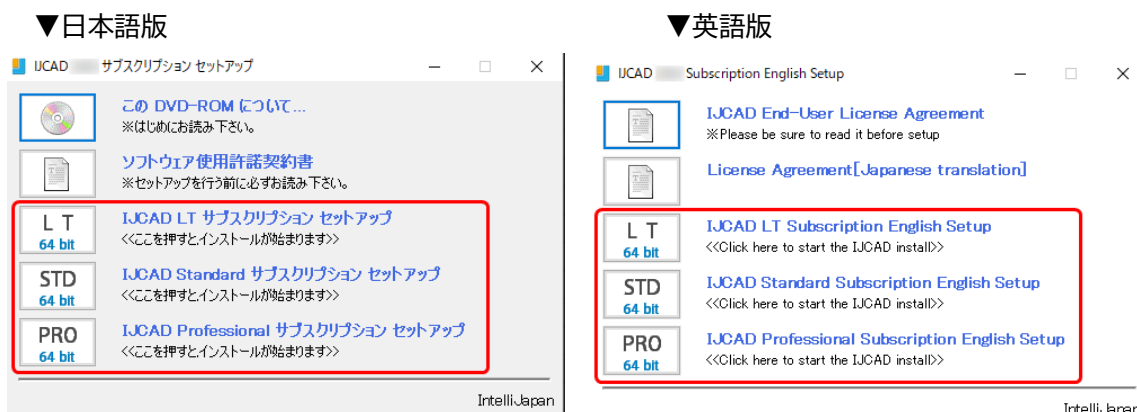 ▼日本語版
IJCAD サブスクリプション セットアップ
この DVD-ROM について...
※はじめにお読み下さい。
ソフトウェア使用許諾契約書
※セットアップを行う前に必ずお読み下さい。
LT
64 bit
IJCAD LT サブスクリプション セットアップ
<<ここを押すとインストールが始まります>>
STD
64 bit
IJCAD Standard サブスクリプション セットアップ
<<ここを押すとインストールが始まります>>
PRO
64 bit
IJCAD Professional サブスクリプション セットアップ
<<ここを押すとインストールが始まります>>
IntelliJapan
▼英語版
IJCAD Subscription English Setup
IJCAD End-User License Agreement
※Please be sure to read it before setup
License Agreement[Japanese translation]
LT
64 bit
IJCAD LT Subscription English Setup
<<Click here to start the IJCAD install>>
STD
64 bit
IJCAD Standard Subscription English Setup
<<Click here to start the IJCAD install>>
PRO
64 bit
IJCAD Professional Subscription English Setup
<<Click here to start the IJCAD install>>
IntelliJapan